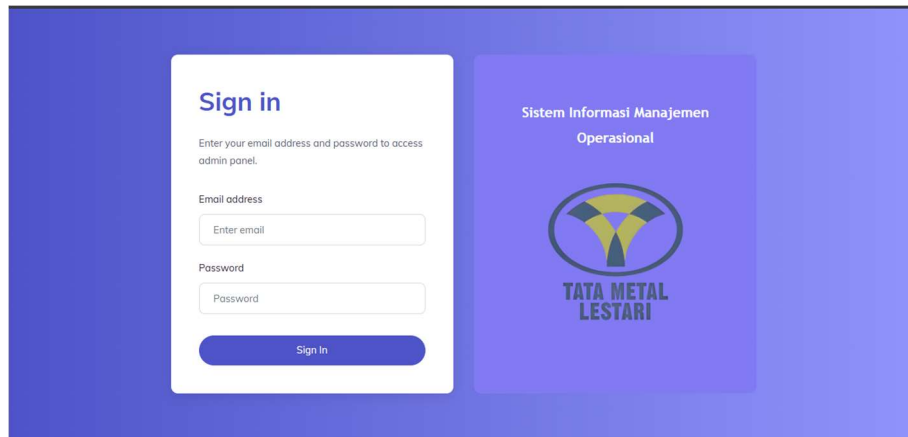 Sign in
Enter your email address and password to access
admin panel.
Email address
Enter email
Password
Password
Sign In
Sistem Informasi Manajemen
Operasional
TATA METAL
LESTARI